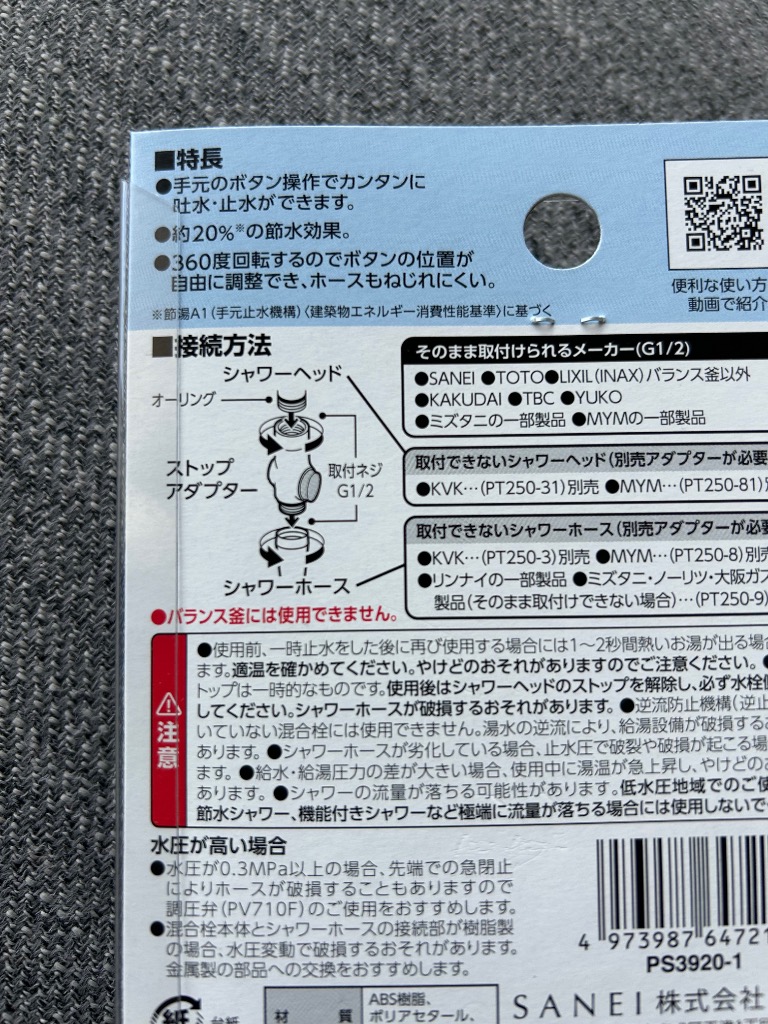 ■特長
●手元のボタン操作でカンタンに
吐水・止水ができます。
●約20%※の節水効果。
●360度回転するのでボタンの位置が
自由に調整でき、ホースもねじれにくい。
※節湯A1(手元止水機構)〈建築物エネルギー消費性能基準〉に基づく
便利な使い方
動画で紹介
■接続方法
シャワーヘッド
オーリング
ストップ
アダプター
取付ネジ
G1/2
シャワーホース
●バランス釜には使用できません。
そのまま取付けられるメーカー(G1/2)
●SANEI ●TOTO●LIXIL(INAX)バランス釜以外
●KAKUDAI ●TBC ●YUKO
●ミズタニの一部製品 ●MYMの一部製品
取付できないシャワーヘッド(別売アダプターが必要
●KVK…(PT250-31)別売 ●MYM…(PT250-81)別
取付できないシャワーホース(別売アダプターが必要
●KVK…(PT250-3)別売 ●MYM…(PT250-8)別売
●リンナイの一部製品 ●ミズタニ・ノーリツ・大阪ガス
製品(そのまま取付けできない場合)…(PT250-9)
注意
●使用前、一時止水をした後に再び使用する場合には1〜2秒間熱いお湯が出る場合
ます。適温を確かめてください。やけどのおそれがありますのでご注意ください。●
トップは一時的なものです。使用後はシャワーヘッドのストップを解除し、必ず水栓
してください。シャワーホースが破損するおそれがあります。●逆流防止機構(逆止
いていない混合栓には使用できません。湯水の逆流により、給湯設備が破損する
あります。●シャワーホースが劣化している場合、止水圧で破裂や破損が起こる場
ます。●給水・給湯圧力の差が大きい場合、使用中に湯温が急上昇し、やけどの
あります。●シャワーの流量が落ちる可能性があります。低水圧地域でのご使
節水シャワー、機能付きシャワーなど極端に流量が落ちる場合には使用しないで
水圧が高い場合
●水圧が0.3MPa以上の場合、先端での急閉止
によりホースが破損することもありますので
調圧弁(PV710F)のご使用をおすすめします。
●混合栓本体とシャワーホースの接続部が樹脂製
の場合、水圧変動で破損するおそれがあります。
金属製の部品への交換をおすすめします。
4 973987 64721
PS3920-1
紙
台紙
材 質
ABS樹脂、
ポリアセタール、
SANEI 株式会社